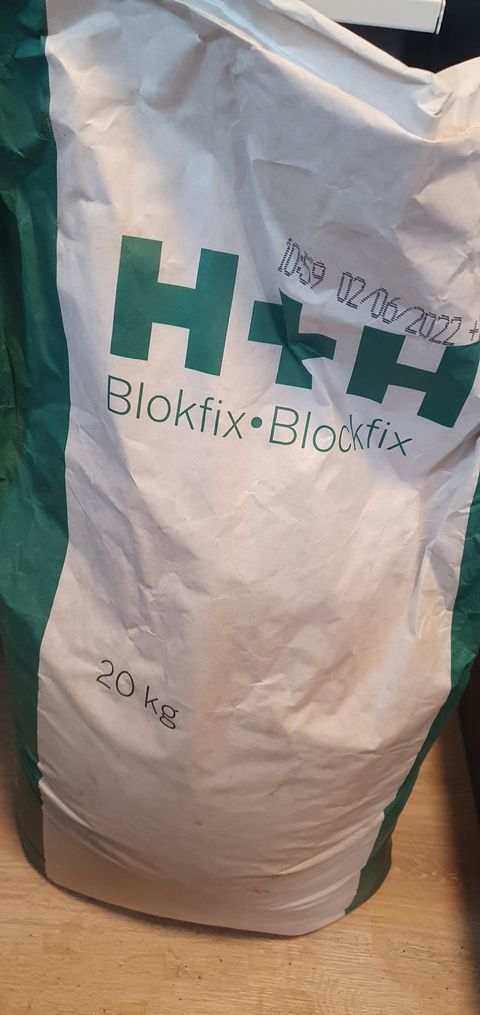 10:59 02/06/2022 +
H+H
Blokfix•Blockfix
20 kg